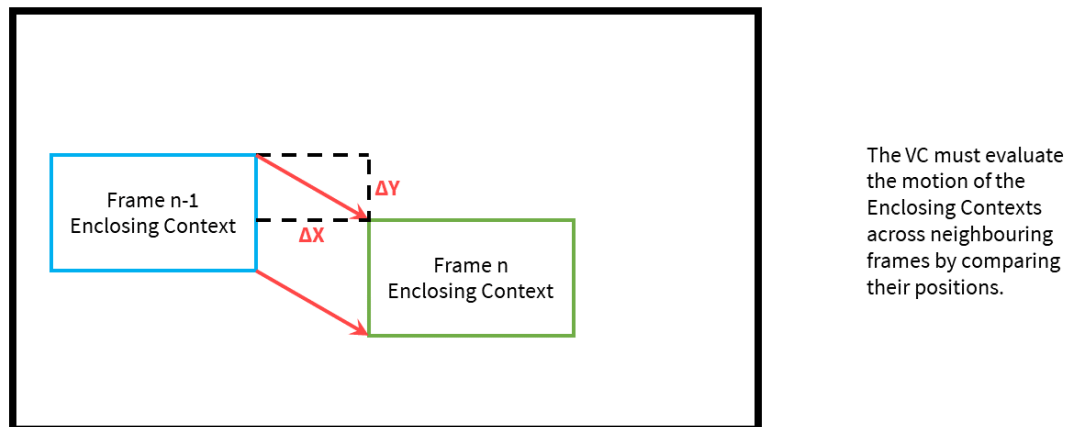 Frame n-1
Enclosing Context
ΔY
ΔX
Frame n
Enclosing Context
The VC must evaluate
the motion of the
Enclosing Contexts
across neighbouring
frames by comparing
their positions.